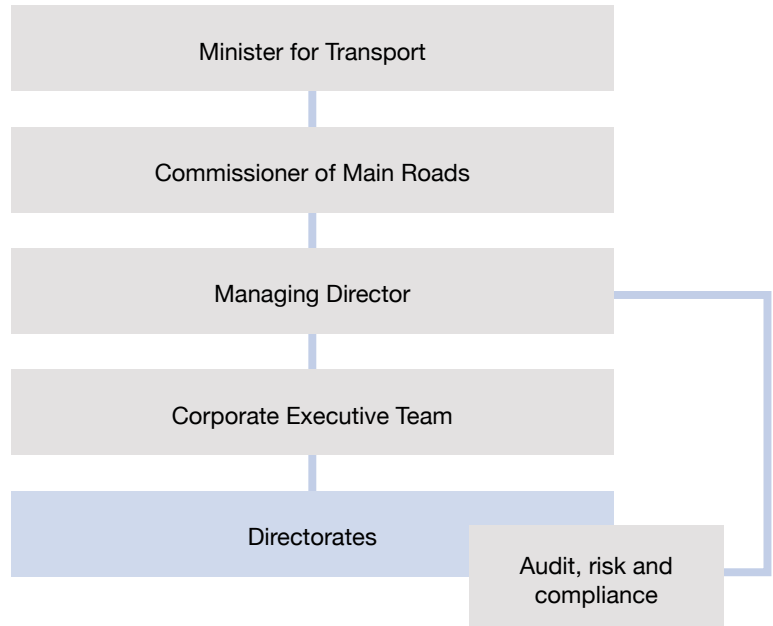 Minister for Transport
Commissioner of Main Roads
Managing Director
Corporate Executive Team
Directorates
Audit, risk and
compliance